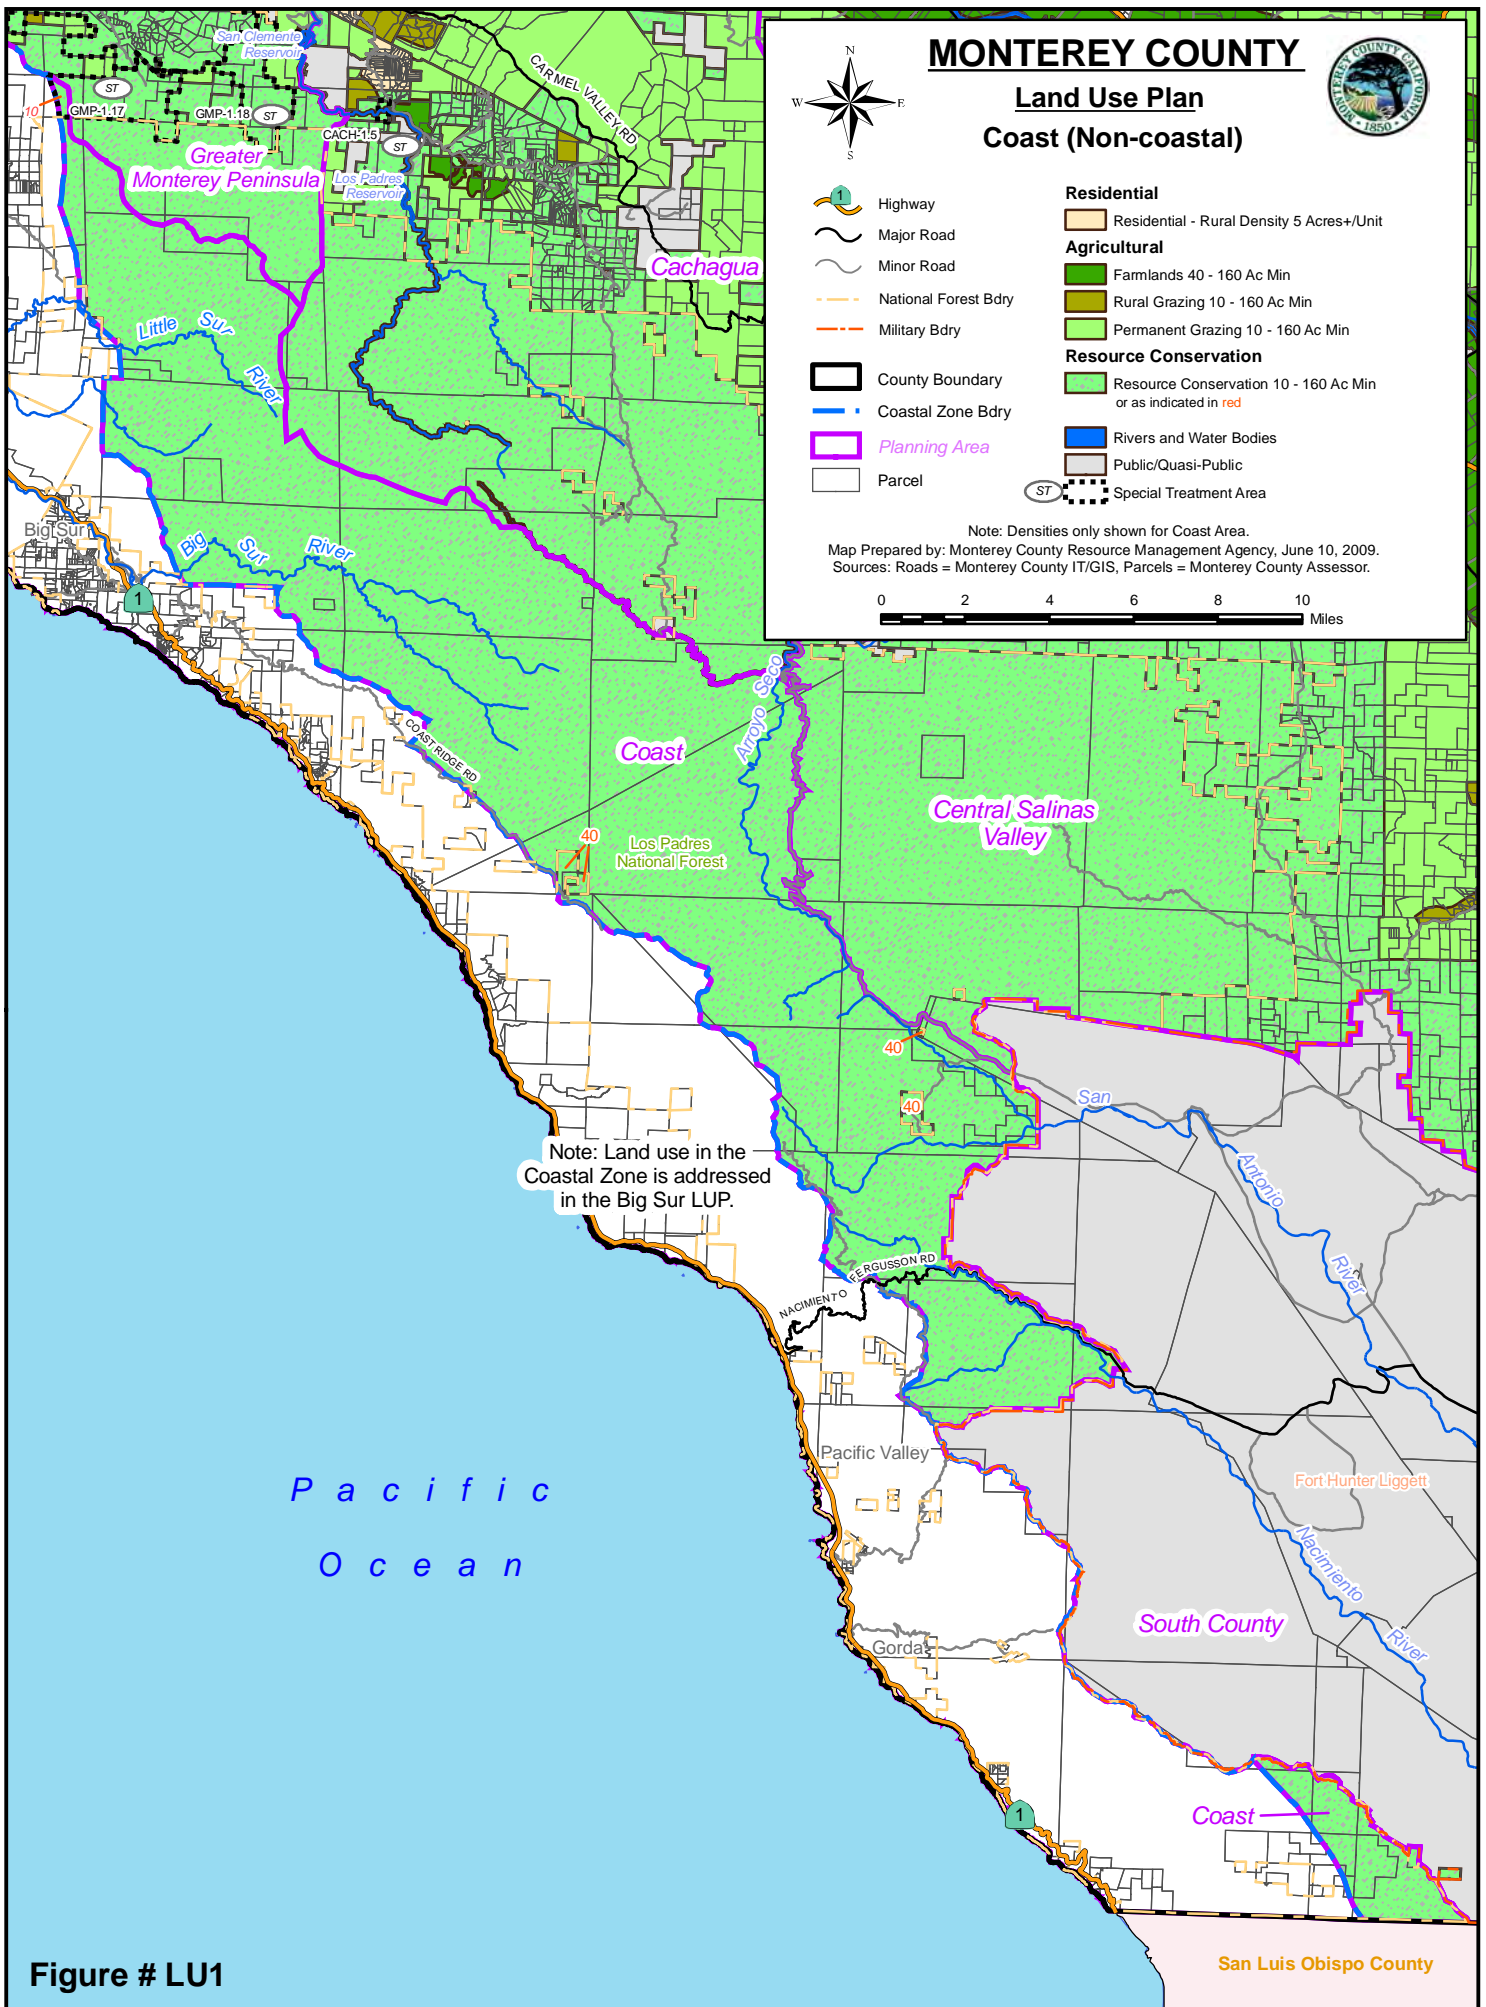 MONTEREY COUNTY
Land Use Plan
Coast (Non-coastal)
N
W
E
S
MONTEREY COUNTY CALIFORNIA
1850
1
Highway
Major Road
Minor Road
National Forest Bdry
Military Bdry
County Boundary
Coastal Zone Bdry
Planning Area
Parcel
Residential
Residential - Rural Density 5 Acres+/Unit
Agricultural
Farmlands 40 - 160 Ac Min
Rural Grazing 10 - 160 Ac Min
Permanent Grazing 10 - 160 Ac Min
Resource Conservation
Resource Conservation 10 - 160 Ac Min
or as indicated in red
Rivers and Water Bodies
Public/Quasi-Public
ST
Special Treatment Area
Note: Densities only shown for Coast Area.
Map Prepared by: Monterey County Resource Management Agency, June 10, 2009.
Sources: Roads = Monterey County IT/GIS, Parcels = Monterey County Assessor.
0 2 4 6 8 10
Miles
San Clemente
Reservoir
CARMEL VALLEY RD
ST
10
GMP-1.17
GMP-1.18
ST
CACH-1.5
ST
Greater
Monterey Peninsula
Los Padres
Reservoir
Cachagua
Little Sur
River
Big Sur
Big Sur River
1
COAST RIDGE RD
Coast
Arroyo Seco
Central Salinas
Valley
40
Los Padres
National Forest
40
40
San
Antonio
River
Note: Land use in the
Coastal Zone is addressed
in the Big Sur LUP.
NACIMIENTO FERGUSSON RD
Pacific Valley
Fort Hunter Liggett
Pacific
Ocean
Nacimiento
River
South County
Gorda
1
Coast
San Luis Obispo County
Figure # LU1